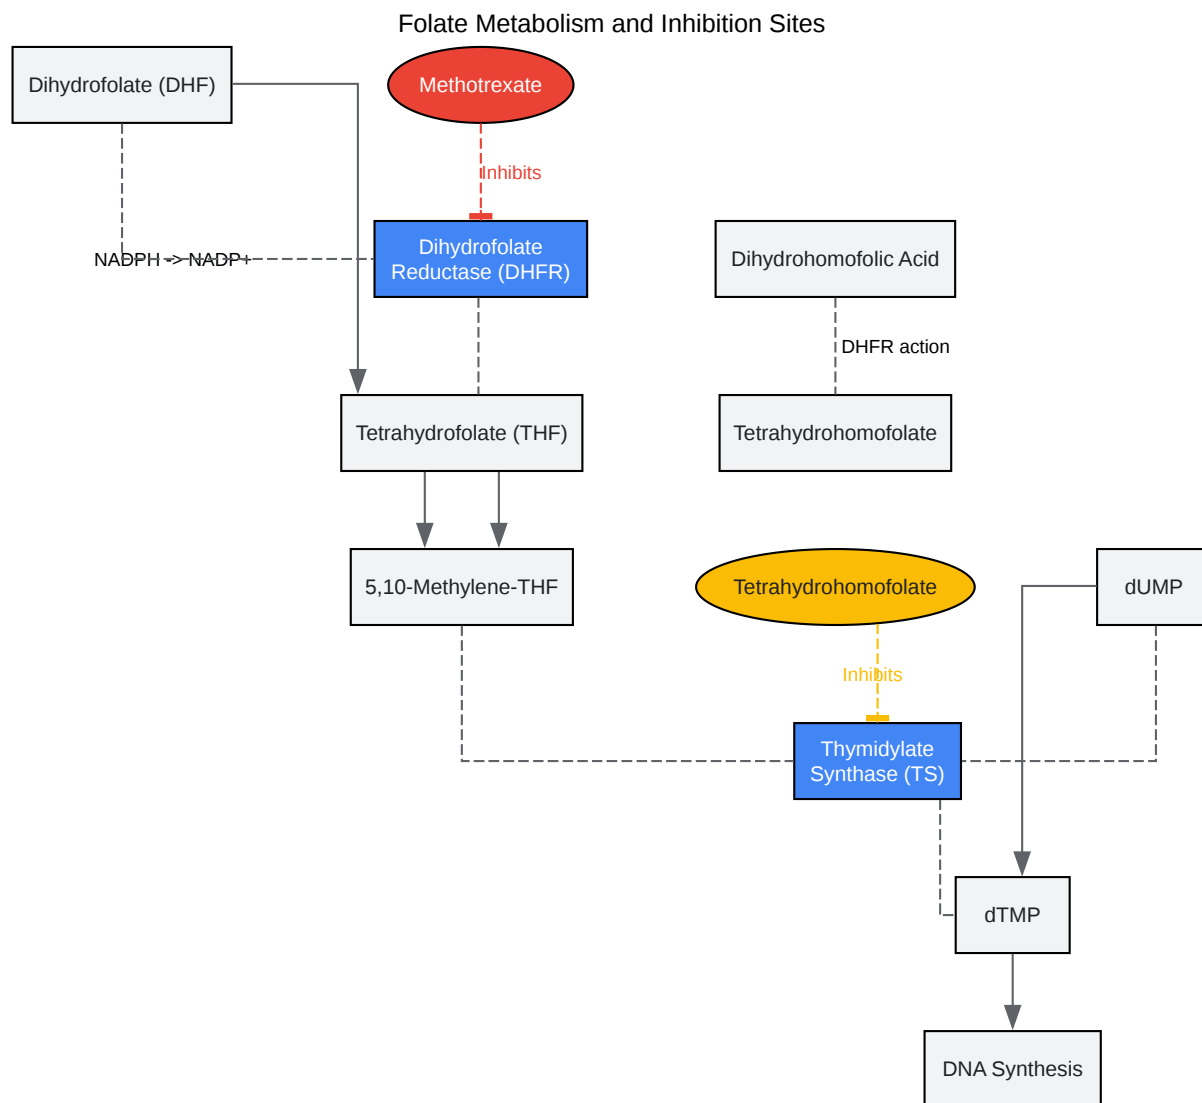 Folate Metabolism and Inhibition Sites
Dihydrofolate (DHF)
Methotrexate
Inhibits
NADPH -> NADP+
Dihydrofolate
Reductase (DHFR)
Dihydrohomofolic Acid
DHFR action
Tetrahydrofolate (THF)
Tetrahydrohomofolate
5,10-Methylene-THF
Tetrahydrohomofolate
dUMP
Inhibits
Thymidylate
Synthase (TS)
dTMP
DNA Synthesis